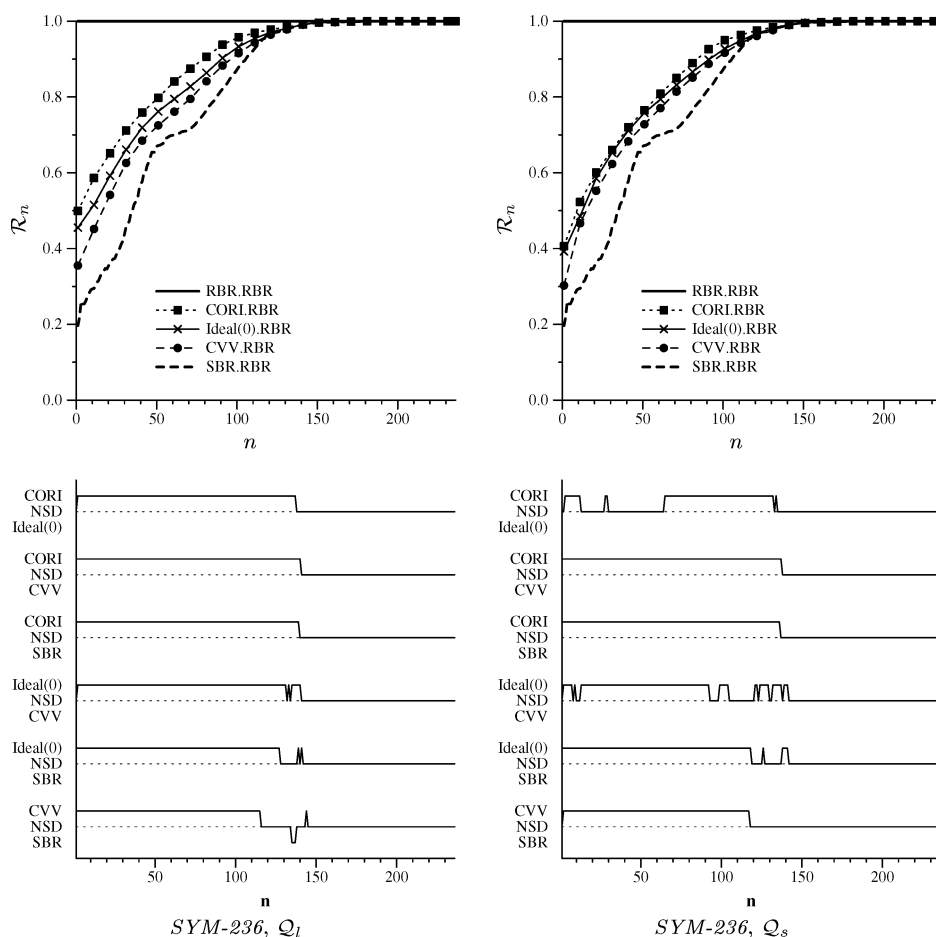 1.0
0.8
0.6
0.4
0.2
0.0
R_n
RBR.RBR
CORI.RBR
Ideal(0).RBR
CVV.RBR
SBR.RBR
0 50 100 150 200
n
1.0
0.8
0.6
0.4
0.2
0.0
R_n
RBR.RBR
CORI.RBR
Ideal(0).RBR
CVV.RBR
SBR.RBR
0 50 100 150 200
n
CORI
NSD
Ideal(0)
CORI
NSD
CVV
CORI
NSD
SBR
Ideal(0)
NSD
CVV
Ideal(0)
NSD
SBR
CVV
NSD
SBR
50 100 150 200
n
SYM-236, Q_l
CORI
NSD
Ideal(0)
CORI
NSD
CVV
CORI
NSD
SBR
Ideal(0)
NSD
CVV
Ideal(0)
NSD
SBR
CVV
NSD
SBR
50 100 150 200
n
SYM-236, Q_s